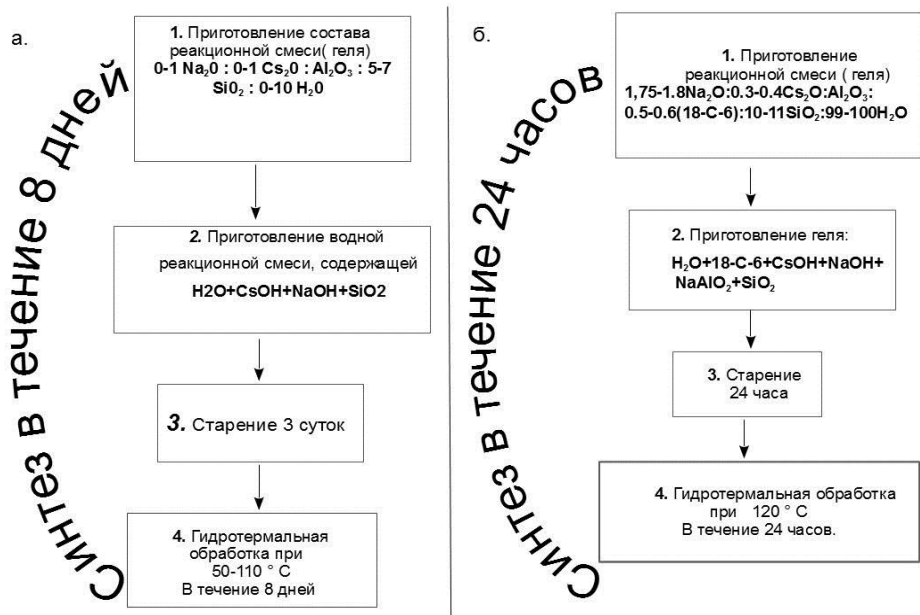 а.
Синтез в течение 8 дней
1. Приготовление состава
реакционной смеси( геля)
0-1 Na₂0 : 0-1 Cs₂0 : Al₂O₃ : 5-7
Si0₂ : 0-10 H₂0
2. Приготовление водной
реакционной смеси, содержащей
H2O+CsOH+NaOH+SiO2
3. Старение 3 суток
4. Гидротермальная
обработка при
50-110 ° C
В течение 8 дней
б.
Синтез в течение 24 часов
1. Приготовление
реакционной смеси ( геля)
1,75-1.8Na₂O:0.3-0.4Cs₂O:Al₂O₃:
0.5-0.6(18-C-6):10-11SiO₂:99-100H₂O
2. Приготовление геля:
H₂O+18-C-6+CsOH+NaOH+
NaAlO₂+SiO₂
3. Старение
24 часа
4. Гидротермальная обработка
при 120 ° C
В течение 24 часов.